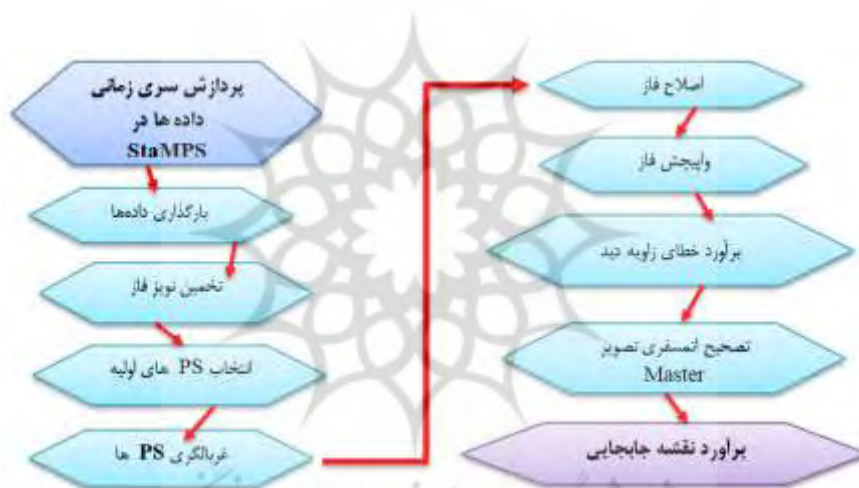 پردازش سری زمانی
داده ها در
StaMPS
بارگذاری داده‌ها
تخمین نویز فاز
انتخاب PS های اولیه
غربالگری PS ها
اصلاح فاز
واپیچش فاز
برآورد خطای زاویه دید
تصحیح اتمسفری تصویر
Master
برآورد نقشه جابجایی